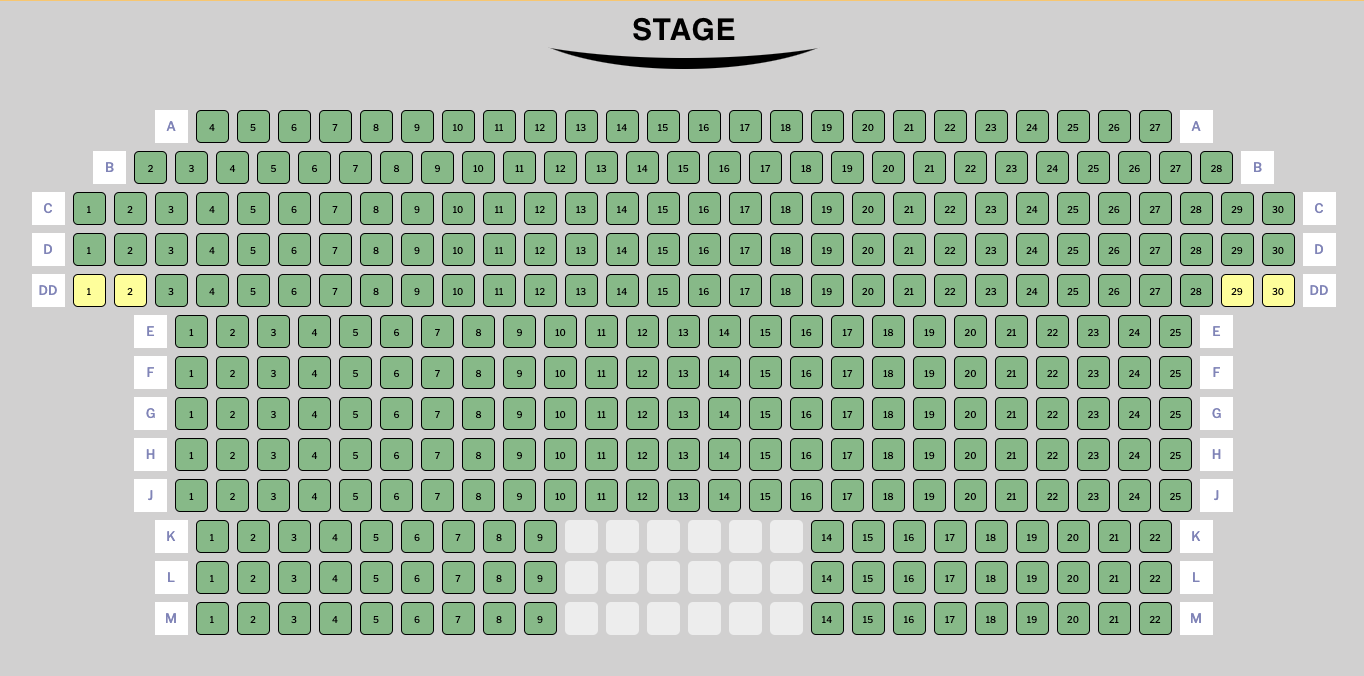 STAGE
A 4 5 6 7 8 9 10 11 12 13 14 15 16 17 18 19 20 21 22 23 24 25 26 27 A
B 2 3 4 5 6 7 8 9 10 11 12 13 14 15 16 17 18 19 20 21 22 23 24 25 26 27 28 B
C 1 2 3 4 5 6 7 8 9 10 11 12 13 14 15 16 17 18 19 20 21 22 23 24 25 26 27 28 29 30 C
D 1 2 3 4 5 6 7 8 9 10 11 12 13 14 15 16 17 18 19 20 21 22 23 24 25 26 27 28 29 30 D
DD 1 2 3 4 5 6 7 8 9 10 11 12 13 14 15 16 17 18 19 20 21 22 23 24 25 26 27 28 29 30 DD
E 1 2 3 4 5 6 7 8 9 10 11 12 13 14 15 16 17 18 19 20 21 22 23 24 25 E
F 1 2 3 4 5 6 7 8 9 10 11 12 13 14 15 16 17 18 19 20 21 22 23 24 25 F
G 1 2 3 4 5 6 7 8 9 10 11 12 13 14 15 16 17 18 19 20 21 22 23 24 25 G
H 1 2 3 4 5 6 7 8 9 10 11 12 13 14 15 16 17 18 19 20 21 22 23 24 25 H
J 1 2 3 4 5 6 7 8 9 10 11 12 13 14 15 16 17 18 19 20 21 22 23 24 25 J
K 1 2 3 4 5 6 7 8 9 14 15 16 17 18 19 20 21 22 K
L 1 2 3 4 5 6 7 8 9 14 15 16 17 18 19 20 21 22 L
M 1 2 3 4 5 6 7 8 9 14 15 16 17 18 19 20 21 22 M